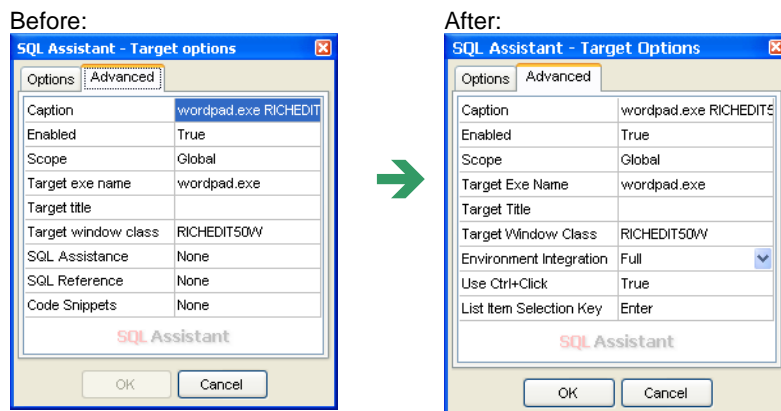 Before:
SQL Assistant - Target options
Options Advanced
Caption wordpad.exe RICHEDIT
Enabled True
Scope Global
Target exe name wordpad.exe
Target title
Target window class RICHEDIT50W
SQL Assistance None
SQL Reference None
Code Snippets None
SQL Assistant
OK Cancel
After:
SQL Assistant - Target Options
Options Advanced
Caption wordpad.exe RICHEDIT5
Enabled True
Scope Global
Target Exe Name wordpad.exe
Target Title
Target Window Class RICHEDIT50W
Environment Integration Full
Use Ctrl+Click True
List Item Selection Key Enter
SQL Assistant
OK Cancel